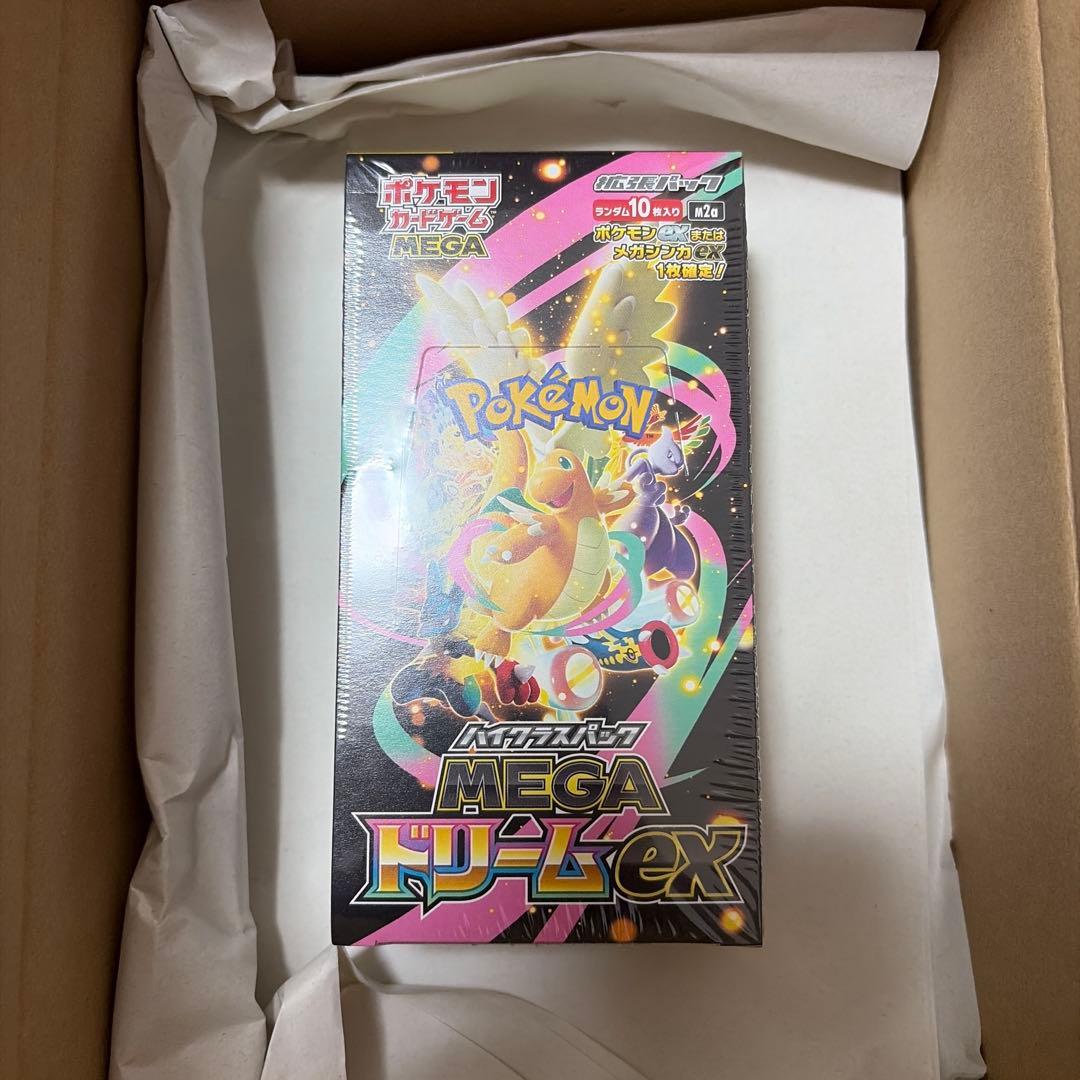 ポケモン
カードゲーム
MEGA
拡張パック
ランダム10枚入り M2a
ポケモンexまたは
メガシンカex
1枚確定!
POKéMON
TM
ハイクラスパック
MEGA
ドリームex